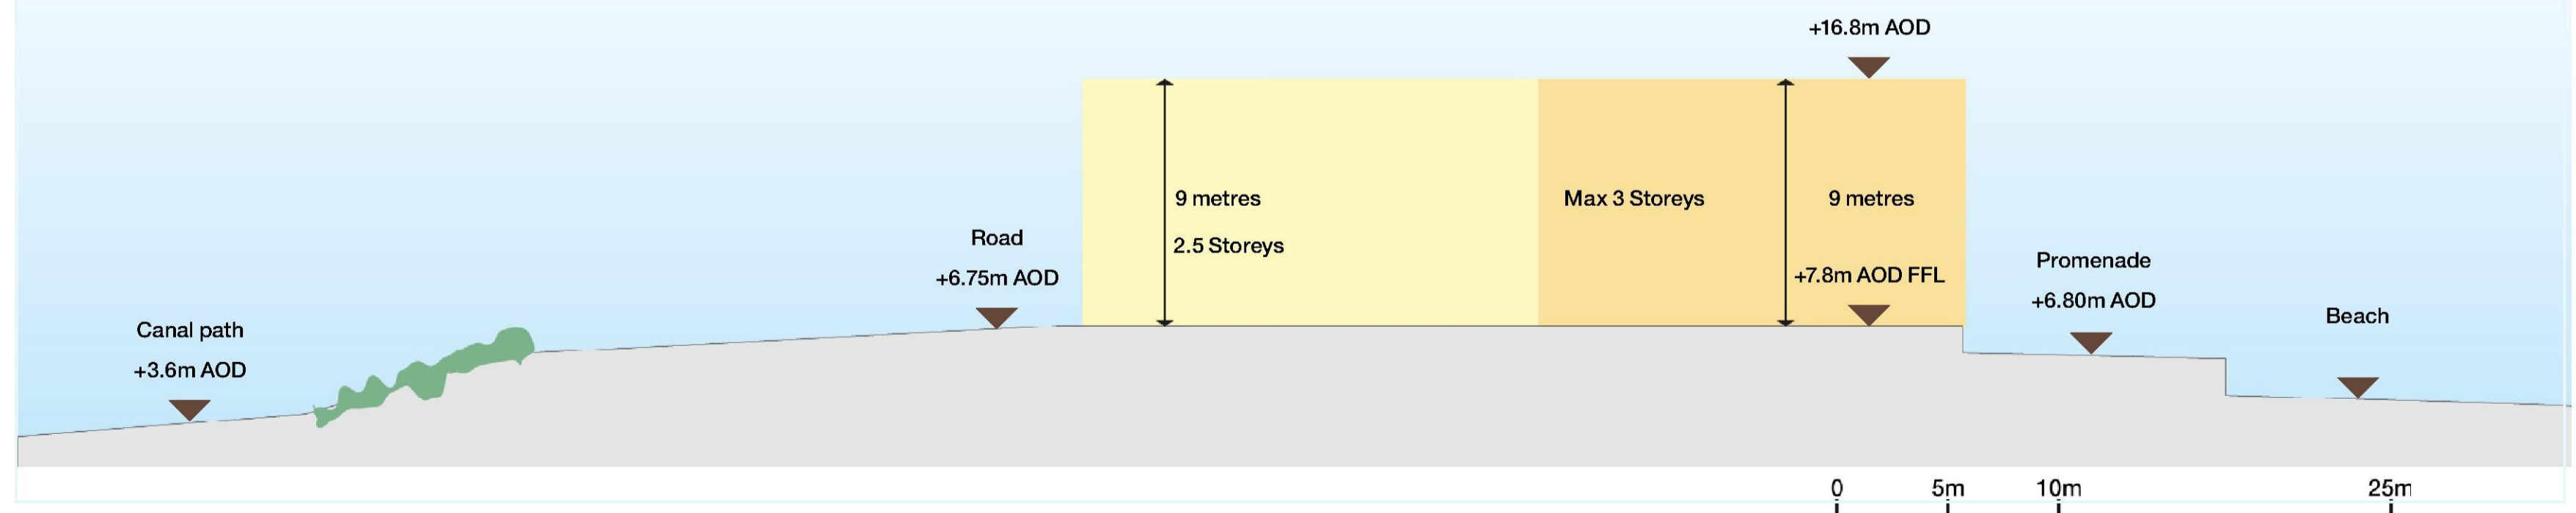 Canal path
+3.6m AOD
Road
+6.75m AOD
9 metres
2.5 Storeys
Max 3 Storeys
+16.8m AOD
9 metres
+7.8m AOD FFL
Promenade
+6.80m AOD
Beach
0 5m 10m 25m